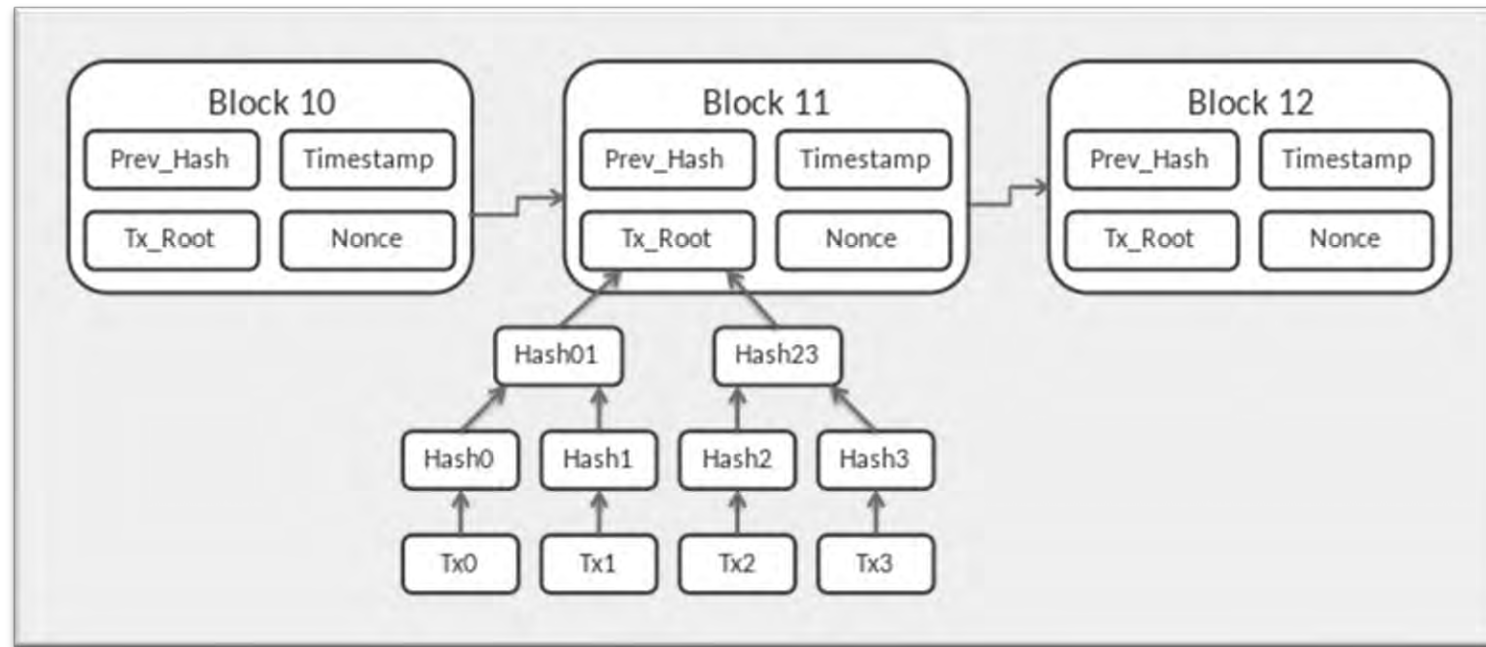 Block 10
Block 11
Block 12
Prev_Hash Timestamp
Prev_Hash Timestamp
Prev_Hash Timestamp
Tx_Root Nonce
Tx_Root Nonce
Tx_Root Nonce
Hash01
Hash23
Hash0
Hash1
Hash2
Hash3
Tx0
Tx1
Tx2
Tx3